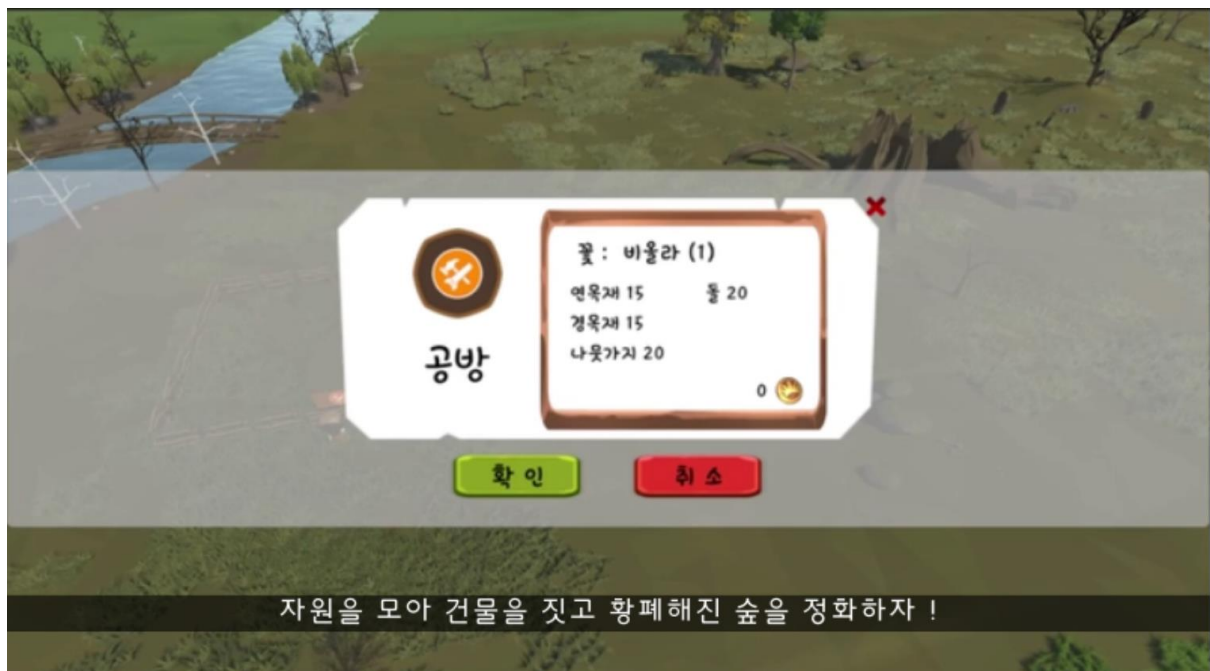 꽃 : 비올라 (1)
연목재 15 돌 20
경목재 15
나뭇가지 20
0
공방
확인 취소
자원을 모아 건물을 짓고 황폐해진 숲을 정화하자 !